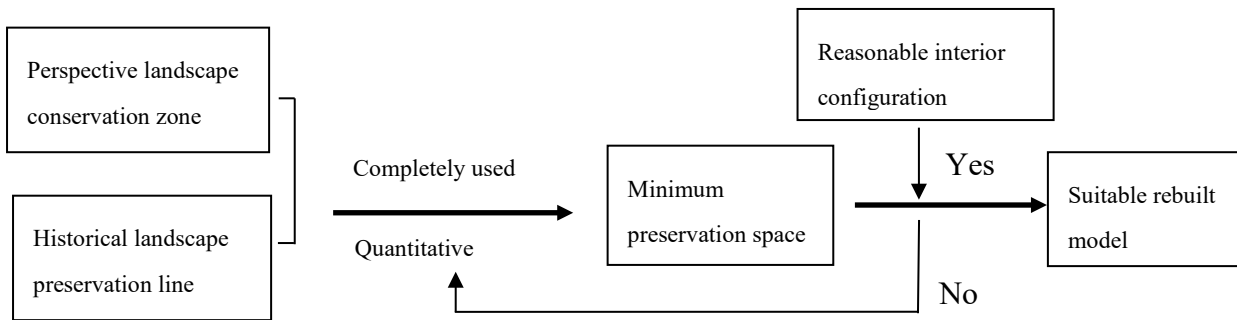 Perspective landscape
conservation zone
Historical landscape
preservation line
Completely used
Quantitative
Minimum
preservation space
Reasonable interior
configuration
Yes
No
Suitable rebuilt
model